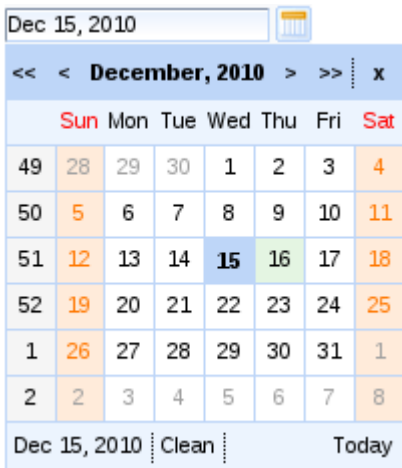 Dec 15, 2010
<< < December, 2010 > >> x
Sun Mon Tue Wed Thu Fri Sat
49 28 29 30 1 2 3 4
50 5 6 7 8 9 10 11
51 12 13 14 15 16 17 18
52 19 20 21 22 23 24 25
1 26 27 28 29 30 31 1
2 2 3 4 5 6 7 8
Dec 15, 2010 Clean Today